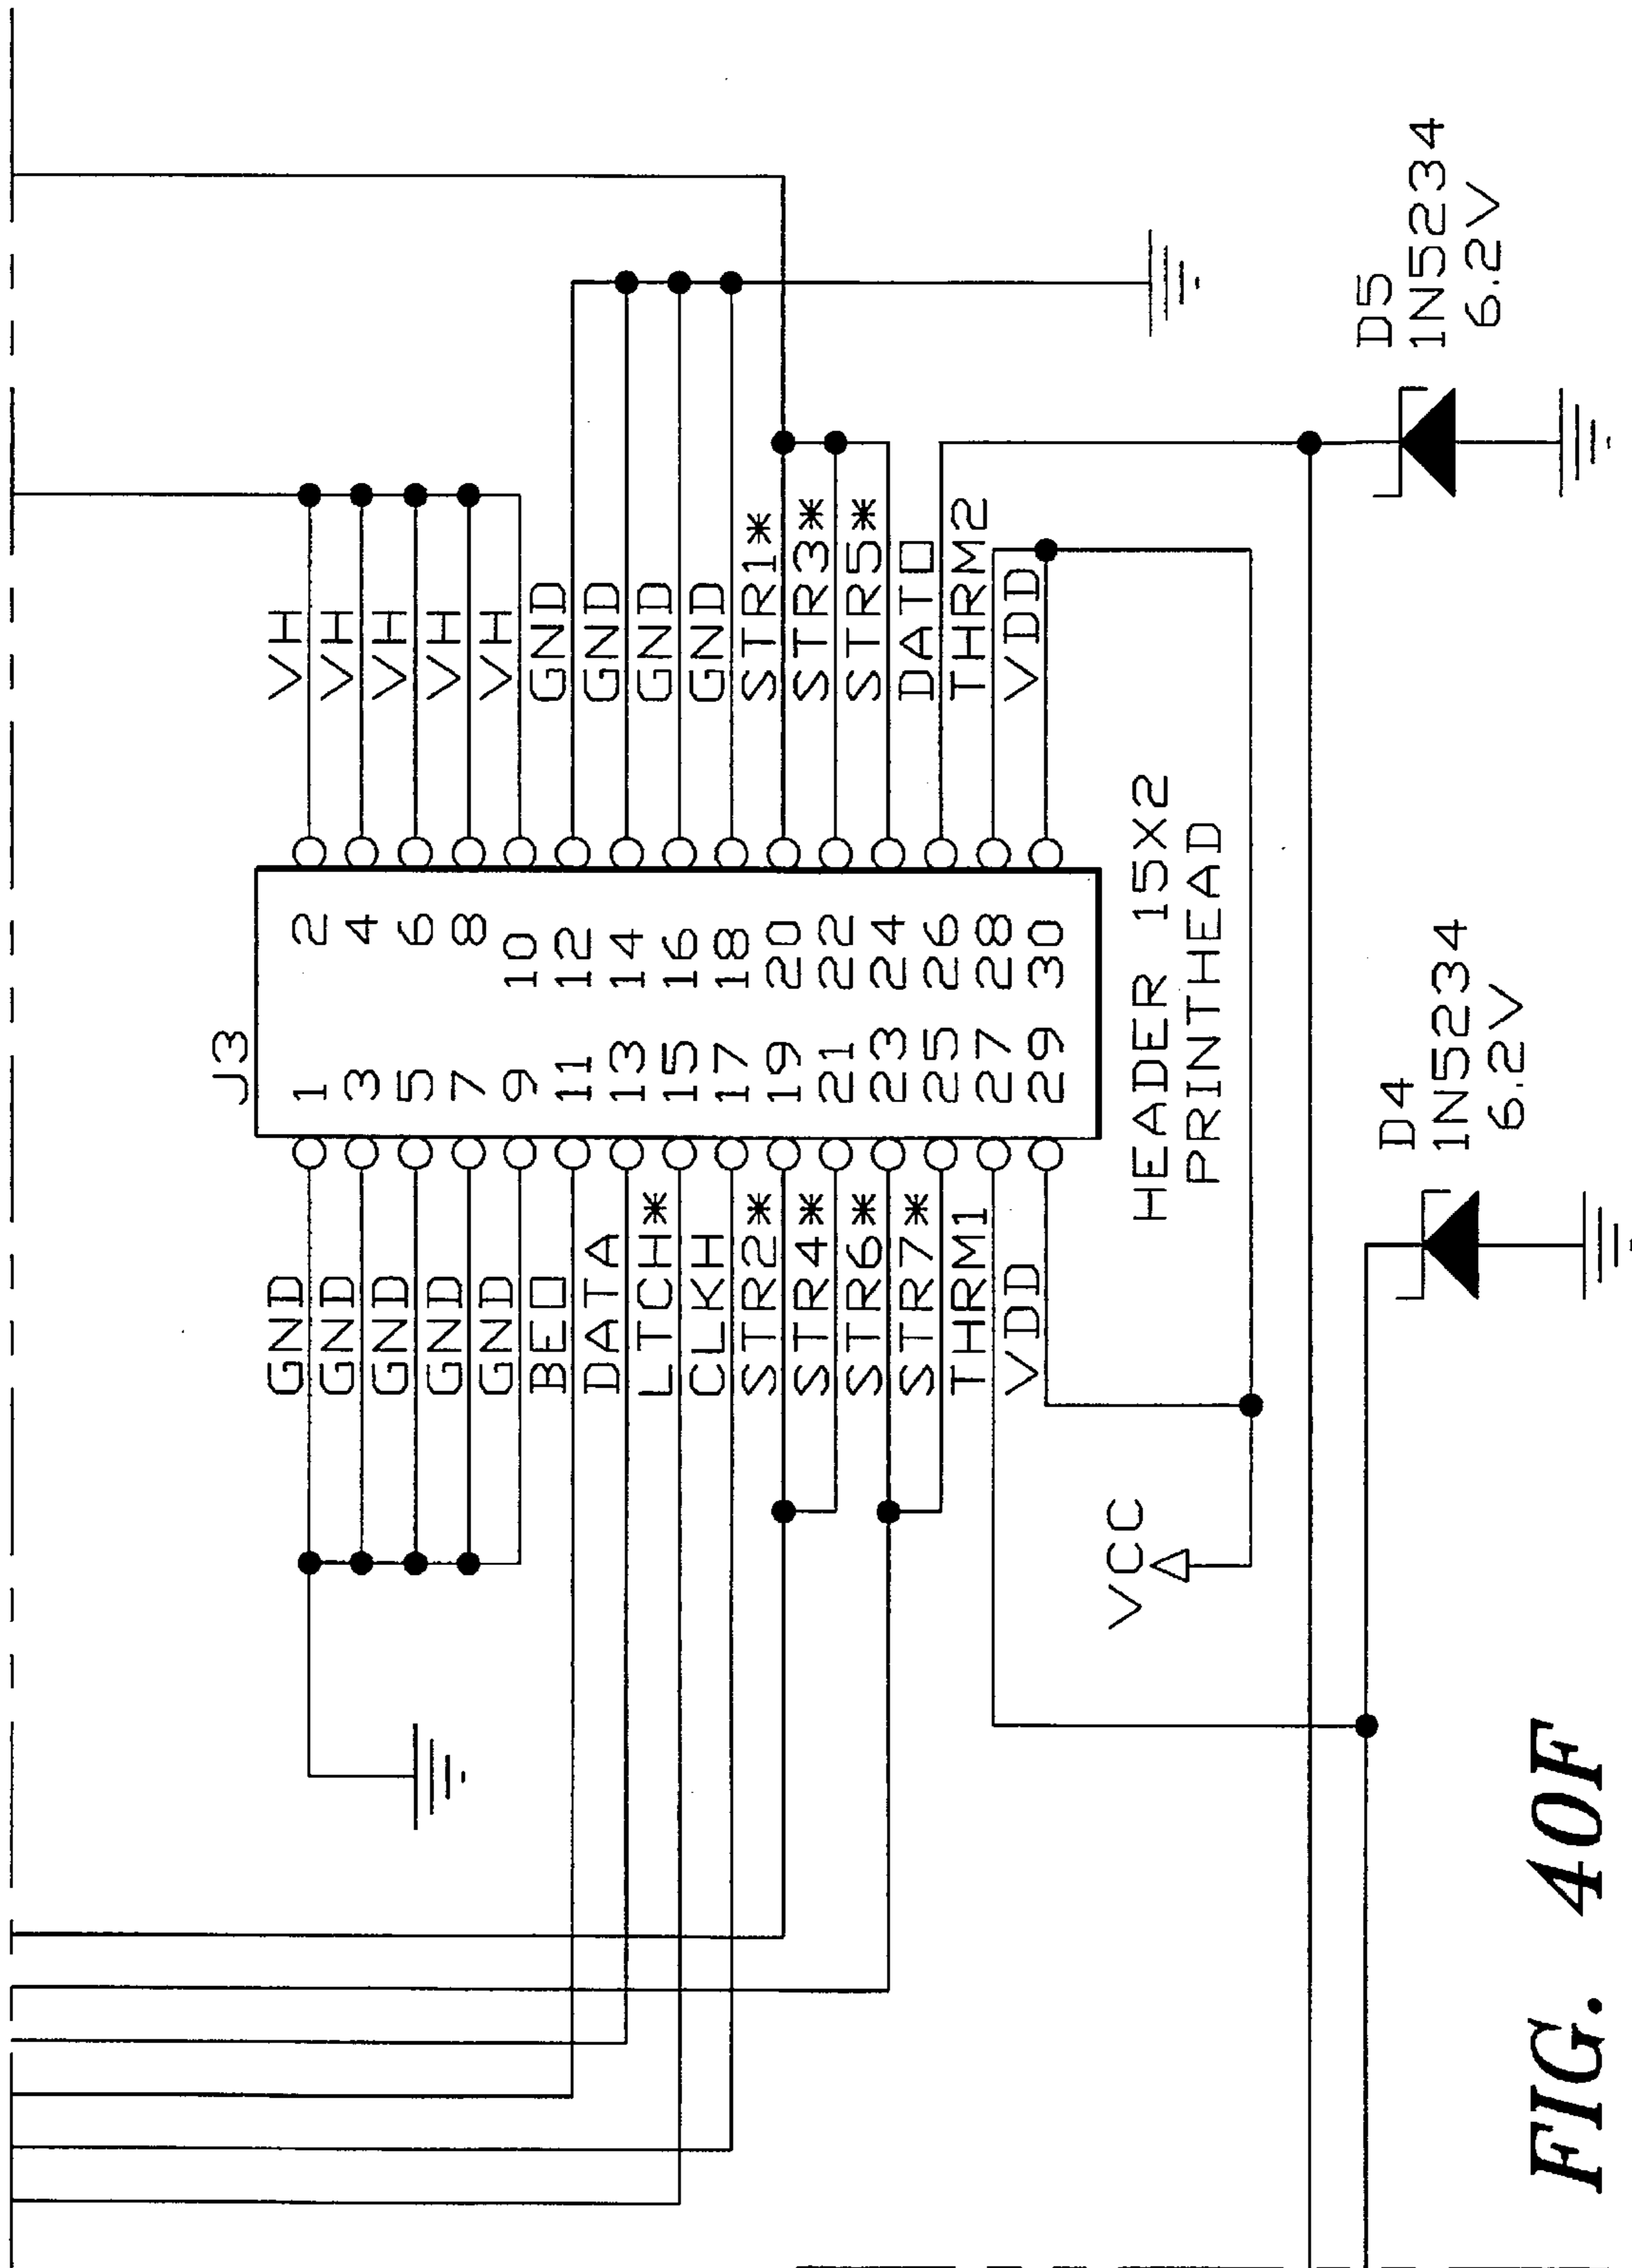 J3
GND 1 2 VH
GND 3 4 VH
GND 5 6 VH
GND 7 8 VH
GND 9 10 VH
BEO 11 12 GND
DATA 13 14 GND
LTCH* 15 16 GND
CLKH 17 18 GND
STR2* 19 20 STR1*
STR4* 21 22 STR3*
STR6* 23 24 STR5*
STR7* 25 26 DATO
THRM1 27 28 THRM2
VDD 29 30 VDD
VCC
HEADER 15X2
PRINTHEAD
D4
1N5234
6.2V
D5
1N5234
6.2V
FIG. 40F